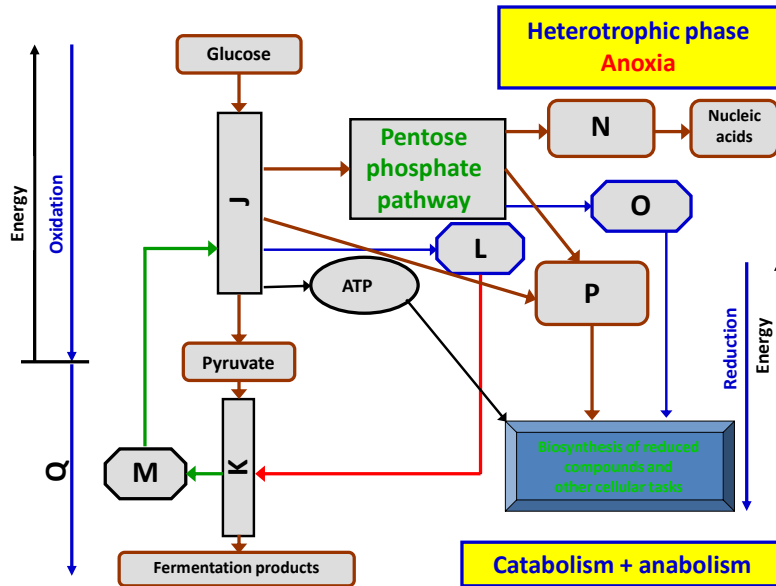 Heterotrophic phase
Anoxia
Glucose
Energy
Oxidation
J
Pentose
phosphate
pathway
N
Nucleic
acids
O
L
ATP
P
Pyruvate
Reduction
Energy
Q
M
K
Biosynthesis of reduced
compounds and
other cellular tasks
Fermentation products
Catabolism + anabolism